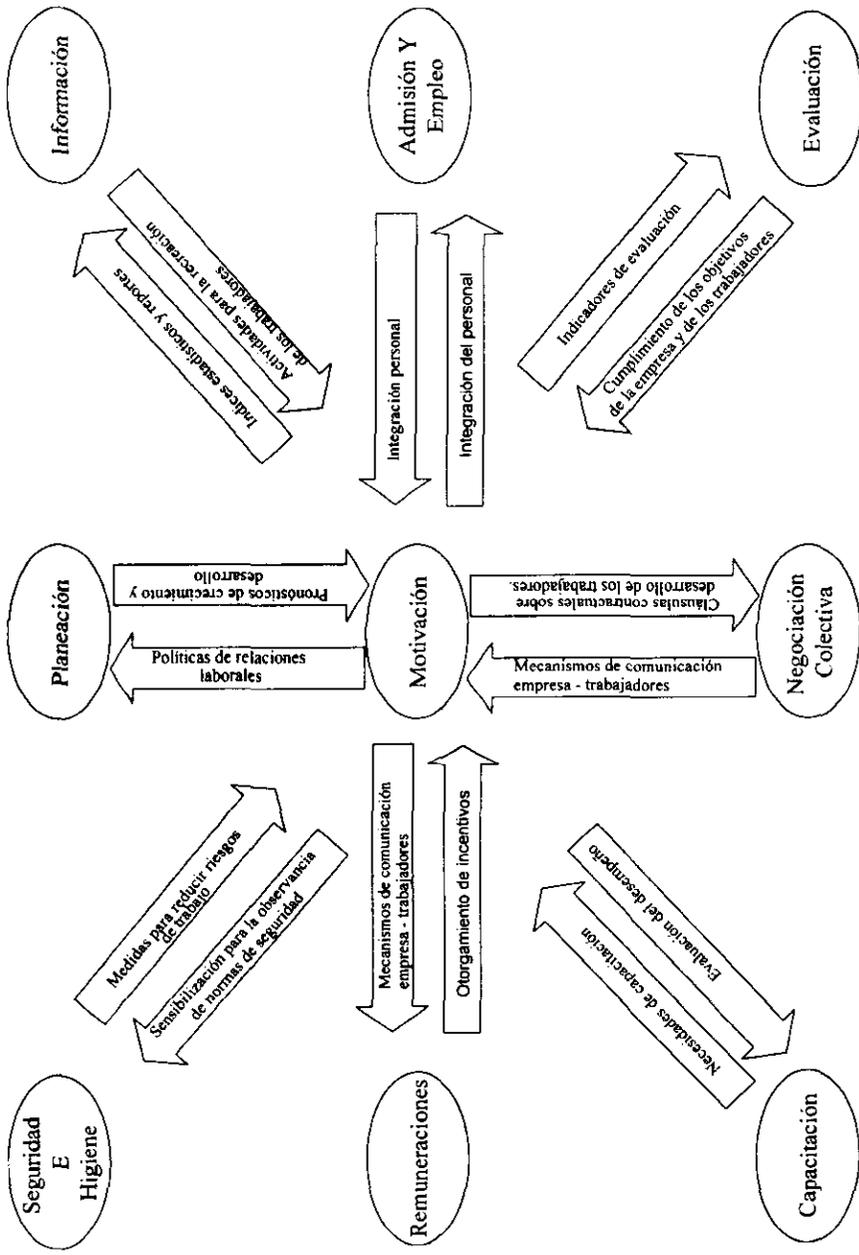 Seguridad
E
Higiene
Planeación
Información
Medidas para reducir riesgos
de trabajo
Sensibilización para la observancia
de normas de seguridad
Políticas de relaciones
laborales
Pronósticos de crecimiento y
desarrollo
Indices estadísticos y reportes
Actividades para la recreación
de los trabajadores
Remuneraciones
Mecanismos de comunicación
empresa - trabajadores
Otorgamiento de incentivos
Motivación
Integración personal
Integración del personal
Admisión Y
Empleo
Necesidades de capacitación
Evaluación del desempeño
Mecanismos de comunicación
empresa - trabajadores
Cláusulas contractuales sobre
desarrollo de los trabajadores.
Indicadores de evaluación
Cumplimiento de los objetivos
de la empresa y de los trabajadores
Capacitación
Negociación
Colectiva
Evaluación